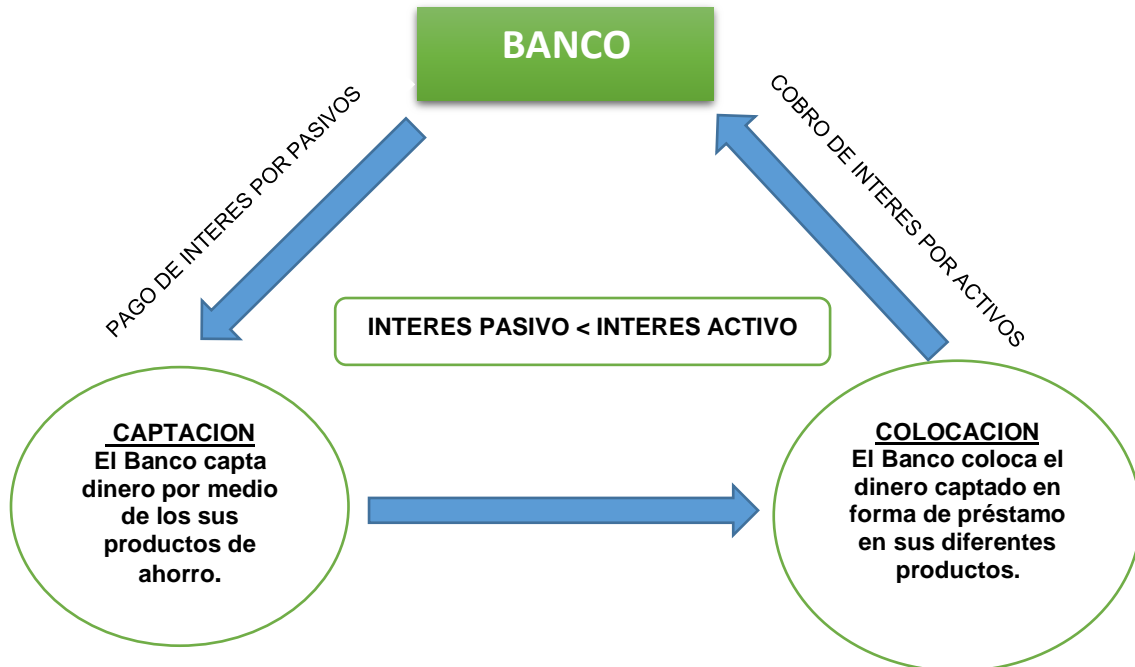 BANCO
PAGO DE INTERES POR PASIVOS
COBRO DE INTERES POR ACTIVOS
INTERES PASIVO < INTERES ACTIVO
CAPTACION
El Banco capta
dinero por medio
de los sus
productos de
ahorro.
COLOCACION
El Banco coloca el
dinero captado en
forma de préstamo
en sus diferentes
productos.